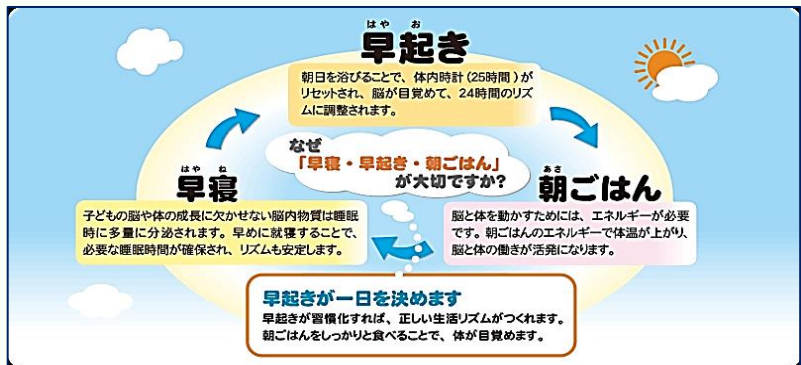 はやお
早起き
朝日を浴びることで、体内時計(25時間)が
リセットされ、脳が目覚めて、24時間のリズ
ムに調整されます。
なぜ
「早寝・早起き・朝ごはん」
が大切ですか?
はやね
早寝
子どもの脳や体の成長に欠かせない脳内物質は睡眠
時に多量に分泌されます。早めに就寝することで、
必要な睡眠時間が確保され、リズムも安定します。
あさ
朝ごはん
脳と体を動かすためには、エネルギーが必要
です。朝ごはんのエネルギーで体温が上がり、
脳と体の働きが活発になります。
早起きが一日を決めます
早起きが習慣化すれば、正しい生活リズムがつくれます。
朝ごはんをしっかりと食べることで、体が目覚めます。